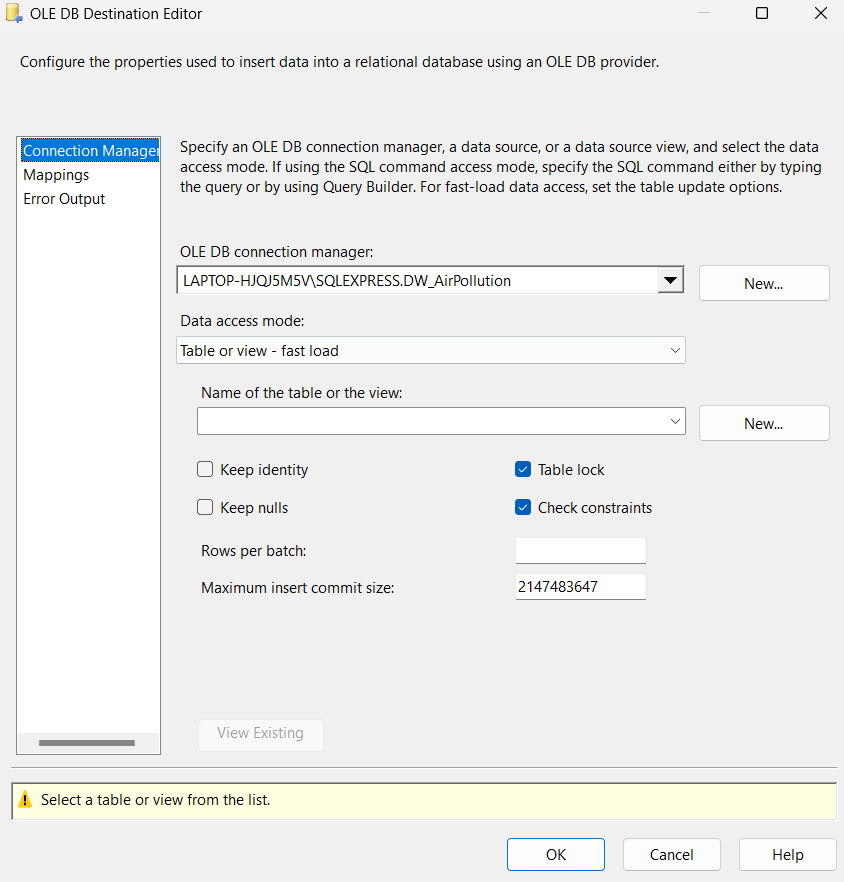 OLE DB Destination Editor
Configure the properties used to insert data into a relational database using an OLE DB provider.
Connection Manager
Mappings
Error Output
Specify an OLE DB connection manager, a data source, or a data source view, and select the data
access mode. If using the SQL command access mode, specify the SQL command either by typing
the query or by using Query Builder. For fast-load data access, set the table update options.
OLE DB connection manager:
LAPTOP-HJQJ5M5V\SQLEXPRESS.DW_AirPollution
New...
Data access mode:
Table or view - fast load
Name of the table or the view:
New...
Keep identity
Table lock
Keep nulls
Check constraints
Rows per batch:
Maximum insert commit size:
2147483647
View Existing
Select a table or view from the list.
OK
Cancel
Help